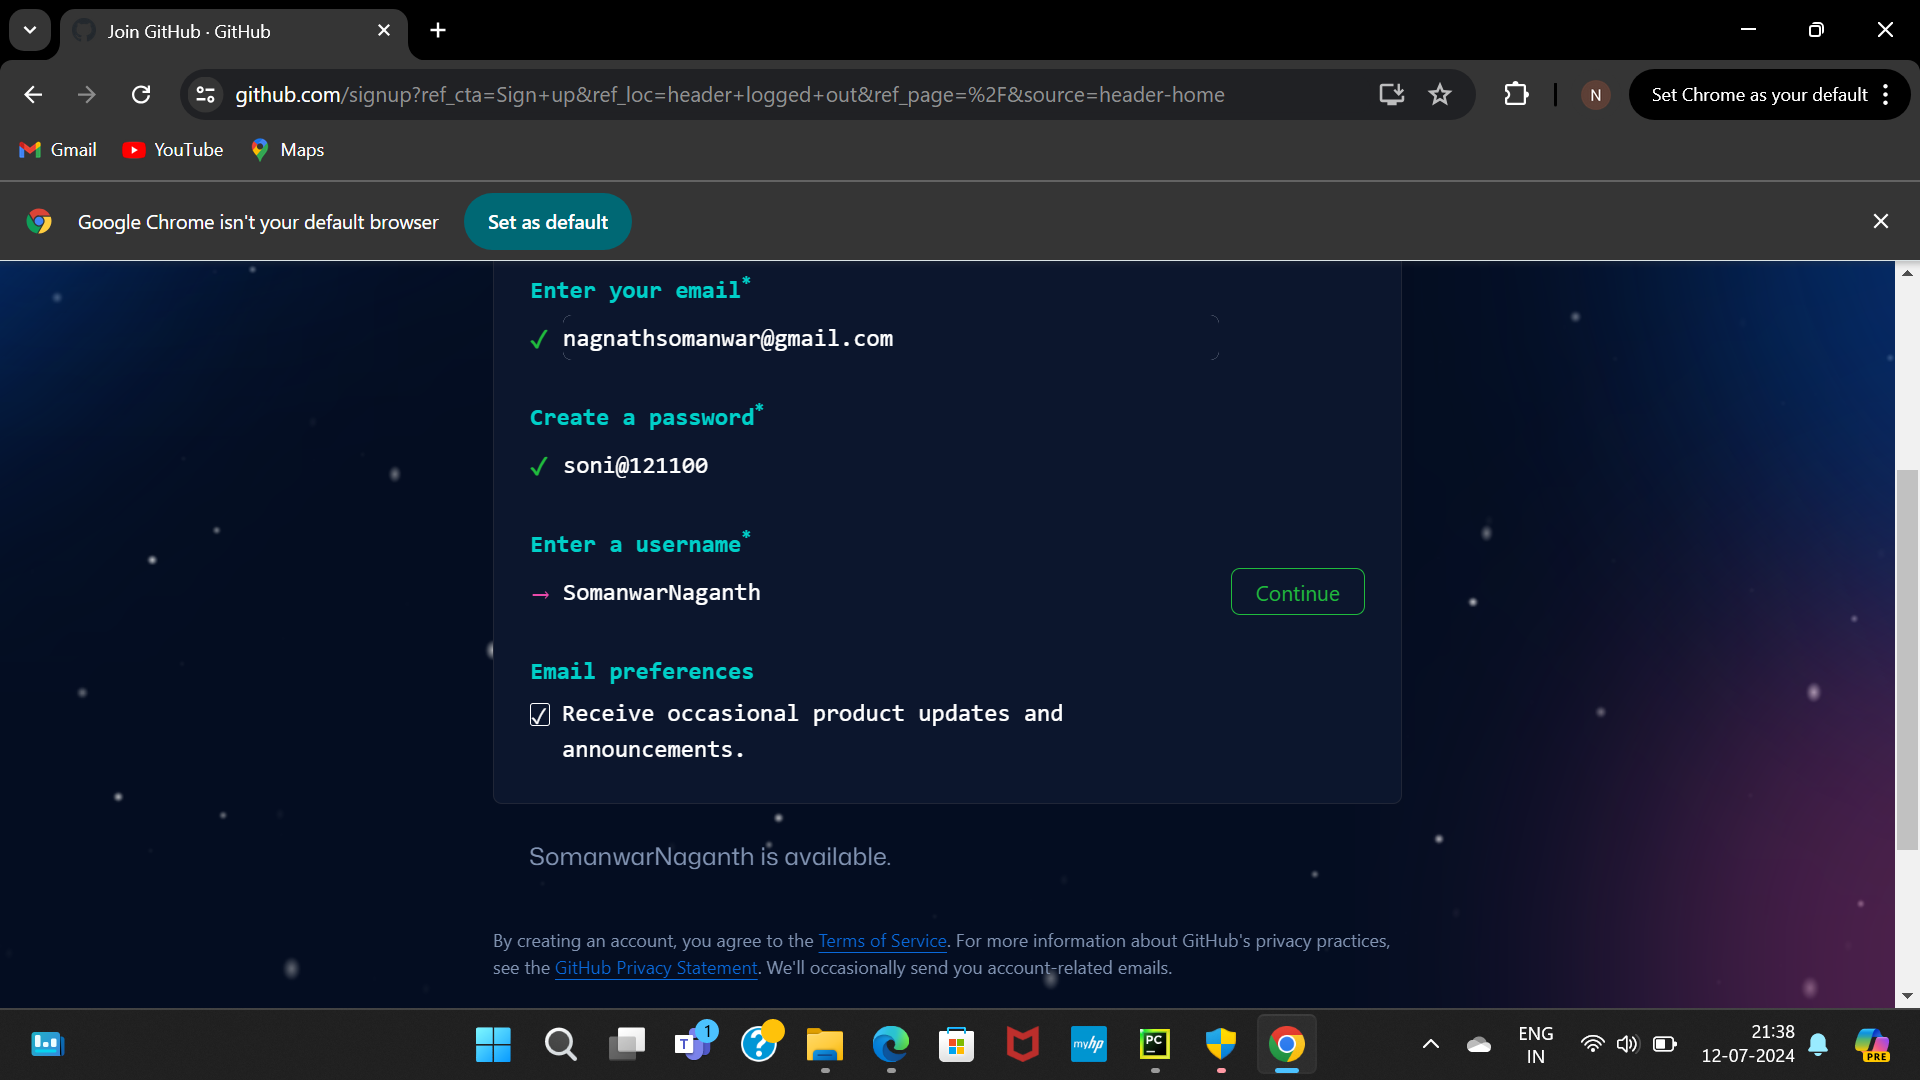 Join GitHub · GitHub
github.com/signup?ref_cta=Sign+up&ref_loc=header+logged+out&ref_page=%2F&source=header-home
N
Set Chrome as your default
Gmail
YouTube
Maps
Google Chrome isn't your default browser
Set as default
Enter your email*
nagnathsomanwar@gmail.com
Create a password*
soni@121100
Enter a username*
SomanwarNaganth
Continue
Email preferences
Receive occasional product updates and
announcements.
SomanwarNaganth is available.
By creating an account, you agree to the Terms of Service. For more information about GitHub's privacy practices,
see the GitHub Privacy Statement. We'll occasionally send you account-related emails.
T
1
?
myhp
PC
ENG
IN
21:38
12-07-2024
PRE